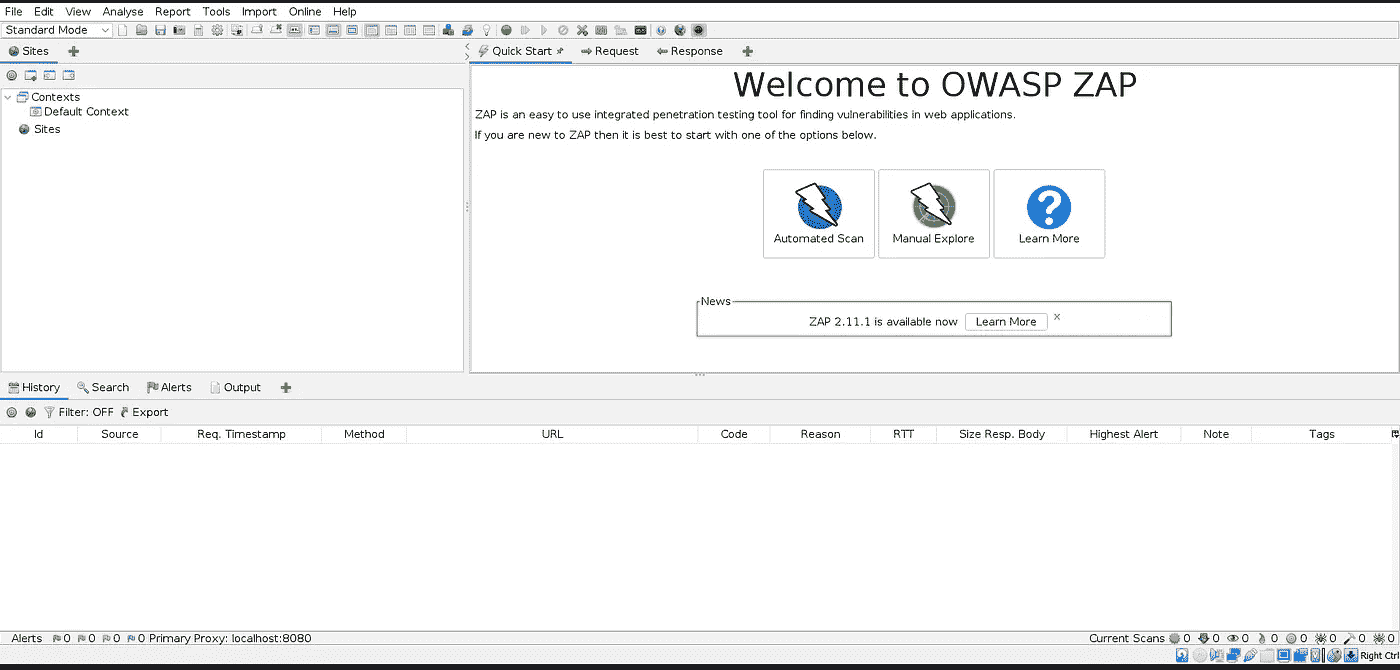 File Edit View Analyse Report Tools Import Online Help
Standard Mode
Sites
Quick Start Request Response
Contexts
Default Context
Sites
Welcome to OWASP ZAP
ZAP is an easy to use integrated penetration testing tool for finding vulnerabilities in web applications.
If you are new to ZAP then it is best to start with one of the options below.
Automated Scan Manual Explore Learn More
News
ZAP 2.11.1 is available now Learn More x
History Search Alerts Output
Filter: OFF Export
Id Source Req. Timestamp Method URL Code Reason RTT Size Resp. Body Highest Alert Note Tags
Alerts 0 0 0 0 Primary Proxy: localhost:8080 Current Scans 0 0 0 0 0 0 0 0
Right Ctrl